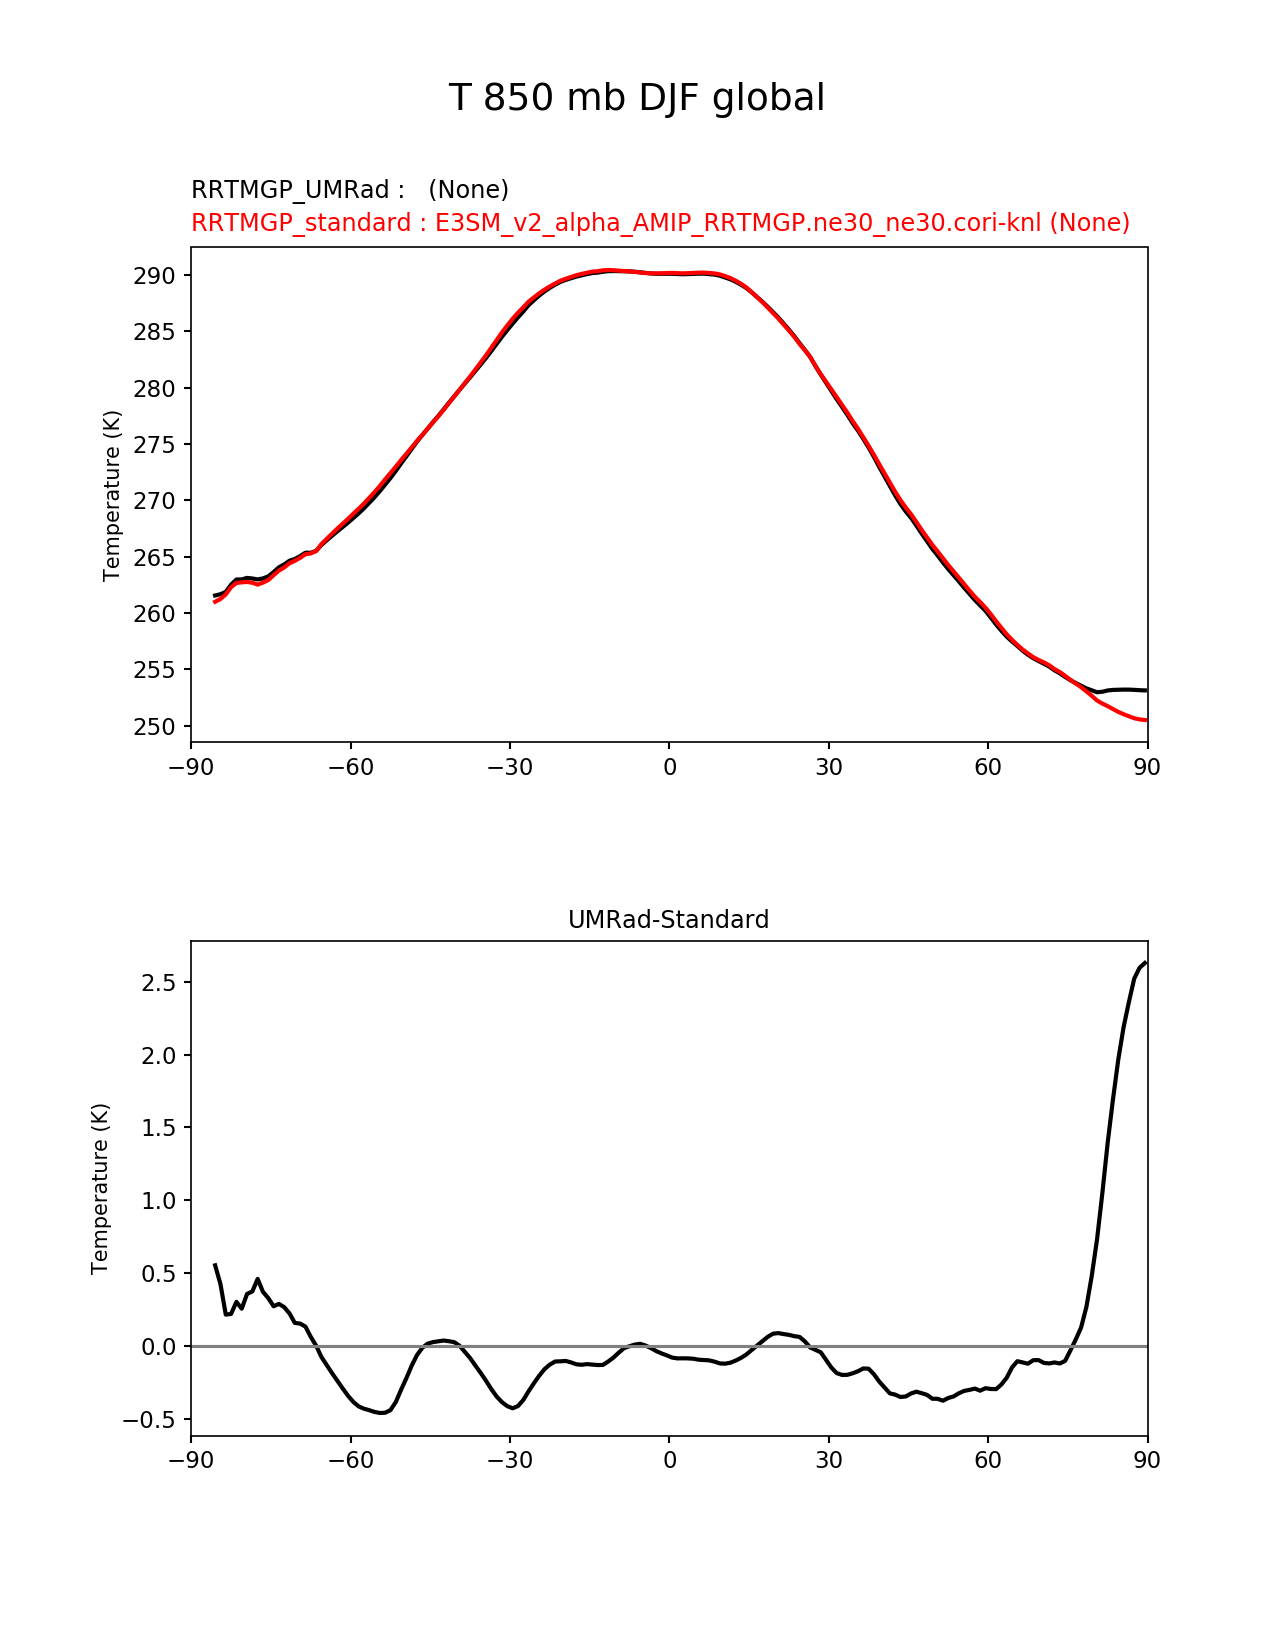 T 850 mb DJF global
RRTMGP_UMRad :   (None)
RRTMGP_standard : E3SM_v2_alpha_AMIP_RRTMGP.ne30_ne30.cori-knl (None)
Temperature (K)
290
285
280
275
270
265
260
255
250
−90 −60 −30 0 30 60 90
UMRad-Standard
Temperature (K)
2.5
2.0
1.5
1.0
0.5
0.0
−0.5
−90 −60 −30 0 30 60 90